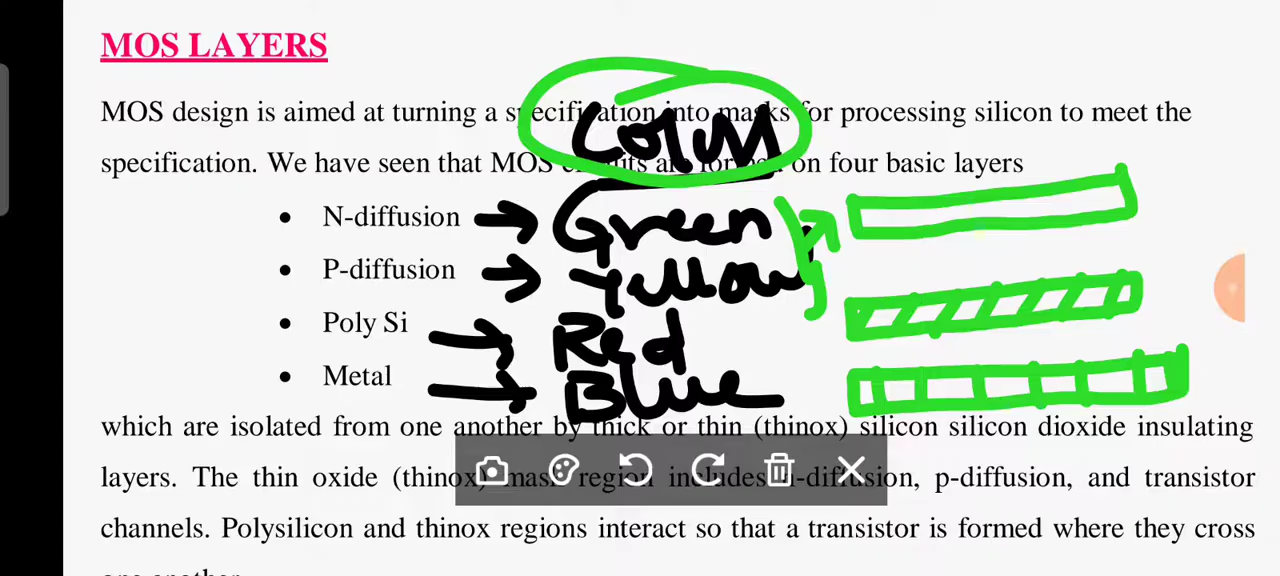 MOS LAYERS
MOS design is aimed at turning a specification into masks for processing silicon to meet the
specification. We have seen that MOS circuits are formed on four basic layers
Colors
• N-diffusion → Green
• P-diffusion → Yellow
• Poly Si → Red
• Metal → Blue
which are isolated from one another by thick or thin (thinox) silicon silicon dioxide insulating
layers. The thin oxide (thinox) mask region includes n-diffusion, p-diffusion, and transistor
channels. Polysilicon and thinox regions interact so that a transistor is formed where they cross
one another.